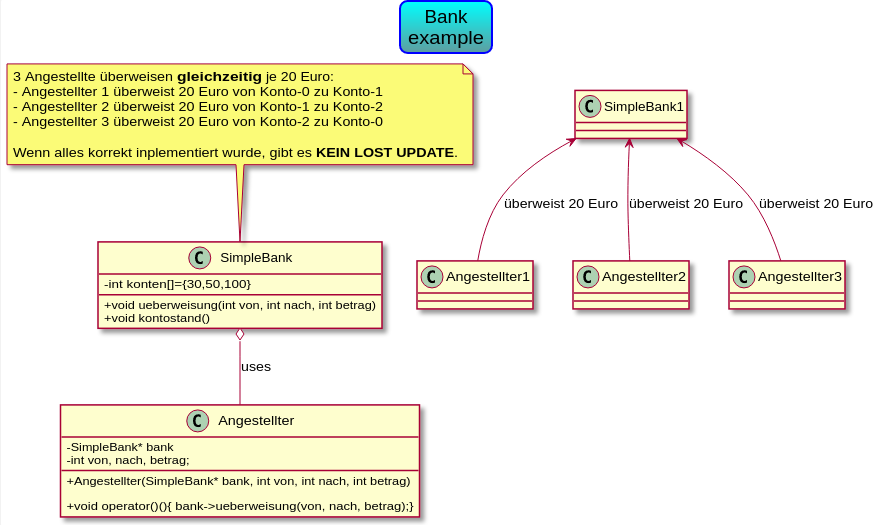 Bank
example
3 Angestellte überweisen gleichzeitig je 20 Euro:
- Angestellter 1 überweist 20 Euro von Konto-0 zu Konto-1
- Angestellter 2 überweist 20 Euro von Konto-1 zu Konto-2
- Angestellter 3 überweist 20 Euro von Konto-2 zu Konto-0
Wenn alles korrekt inplementiert wurde, gibt es KEIN LOST UPDATE.
C SimpleBank1
überweist 20 Euro
überweist 20 Euro
überweist 20 Euro
C Angestellter1
C Angestellter2
C Angestellter3
C SimpleBank
-int konten[]={30,50,100}
+void ueberweisung(int von, int nach, int betrag)
+void kontostand()
uses
C Angestellter
-SimpleBank* bank
-int von, nach, betrag;
+Angestellter(SimpleBank* bank, int von, int nach, int betrag)
+void operator()(){ bank->ueberweisung(von, nach, betrag);}